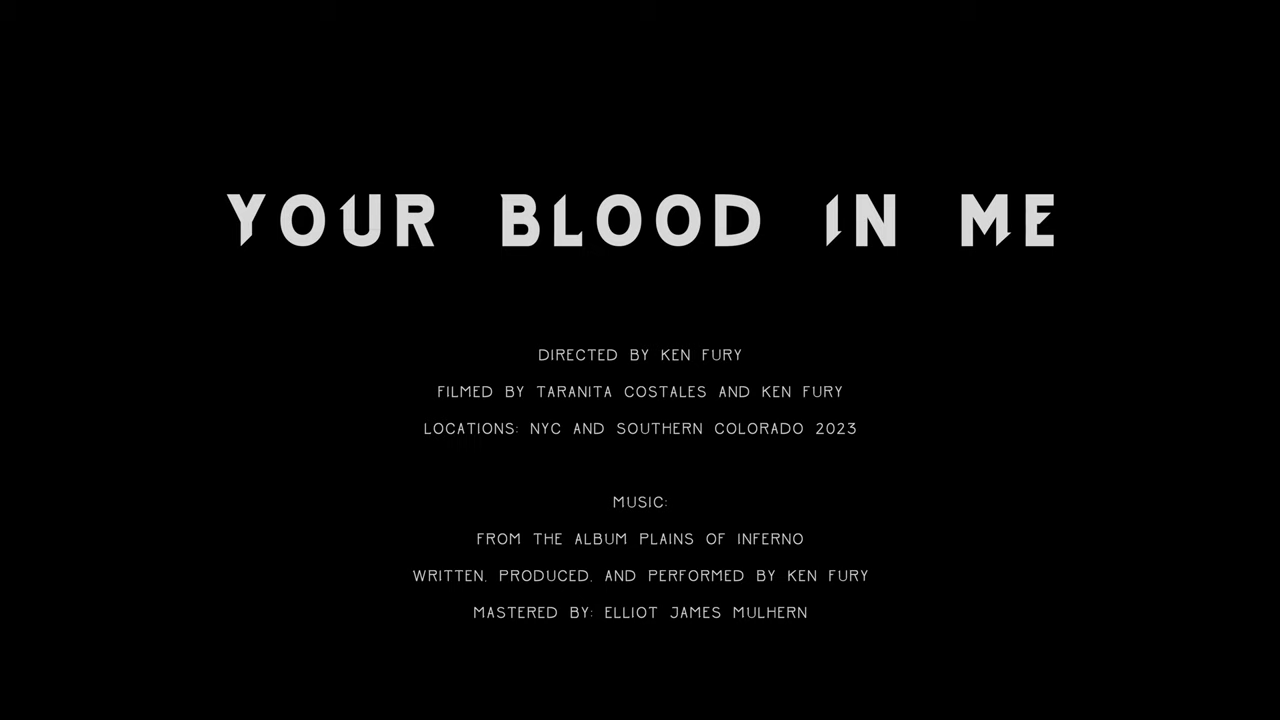 YOUR BLOOD IN ME
DIRECTED BY KEN FURY
FILMED BY TARANITA COSTALES AND KEN FURY
LOCATIONS: NYC AND SOUTHERN COLORADO 2023
MUSIC:
FROM THE ALBUM PLAINS OF INFERNO
WRITTEN, PRODUCED, AND PERFORMED BY KEN FURY
MASTERED BY: ELLIOT JAMES MULHERN